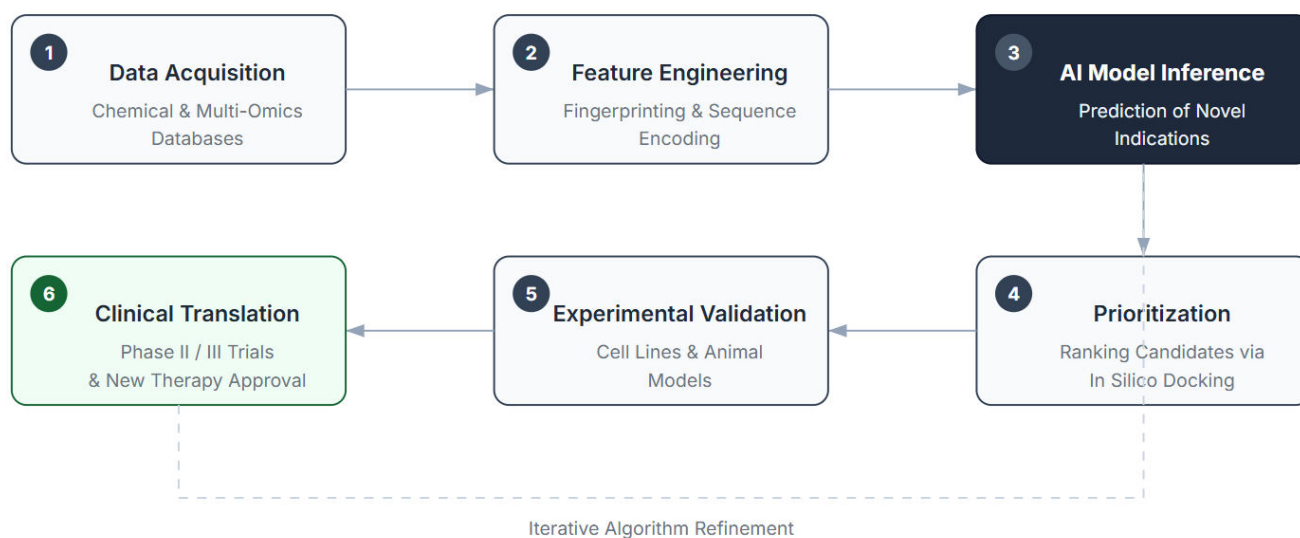 1
Data Acquisition
Chemical & Multi-Omics
Databases
2
Feature Engineering
Fingerprinting & Sequence
Encoding
3
AI Model Inference
Prediction of Novel
Indications
6
Clinical Translation
Phase II / III Trials
& New Therapy Approval
5
Experimental Validation
Cell Lines & Animal
Models
4
Prioritization
Ranking Candidates via
In Silico Docking
Iterative Algorithm Refinement